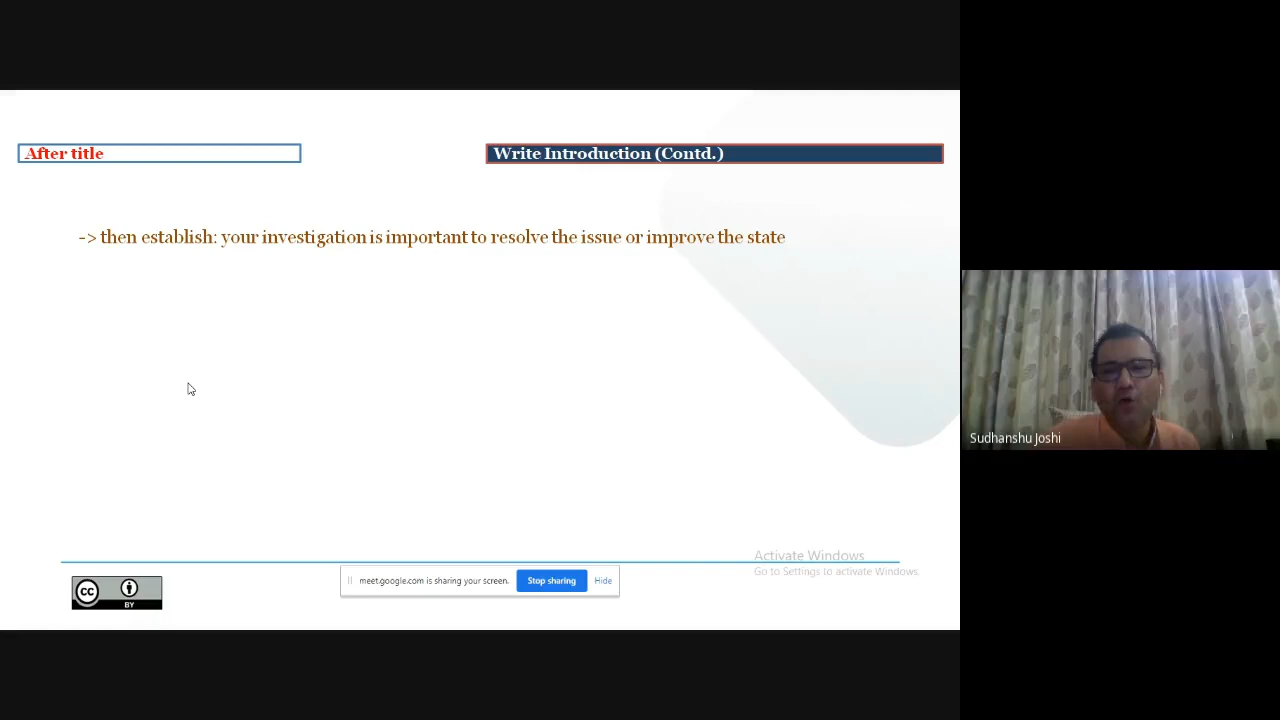 After title
Write Introduction (Contd.)
-> then establish: your investigation is important to resolve the issue or improve the state
Sudhanshu Joshi
Activate Windows
Go to Settings to activate Windows.
meet.google.com is sharing your screen.
Stop sharing
Hide
cc
BY